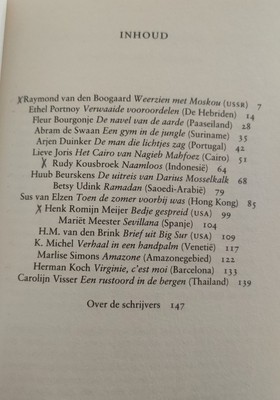 INHOUD
Raymond van den Boogaard Weerzien met Moskou (USSR) 7
Ethel Portnoy Verwaaide vooroordelen (De Hebriden) 14
Fleur Bourgonje De navel van de aarde (Paaseiland) 28
Abram de Swaan Een gym in de jungle (Suriname) 35
Arjen Duinker De man die lichtjes zag (Portugal) 42
Lieve Joris Het Cairo van Nagieb Mahfoez (Cairo) 51
Rudy Kousbroek Naamloos (Indonesië) 63
Huub Beurskens De uitreis van Darius Mosselkalk 68
Betsy Udink Ramadan (Saoedi-Arabië) 79
Sus van Elzen Toen de zomer voorbij was (Hong Kong) 85
Henk Romijn Meijer Bedje gespreid (USA) 99
Mariët Meester Sevillana (Spanje) 104
H.M. van den Brink Brief uit Big Sur (USA) 109
K. Michel Verhaal in een handpalm (Venetië) 117
Marlise Simons Amazone (Amazonegebied) 122
Herman Koch Virginie, c'est moi (Barcelona) 133
Carolijn Visser Een rustoord in de bergen (Thailand) 139
Over de schrijvers 147